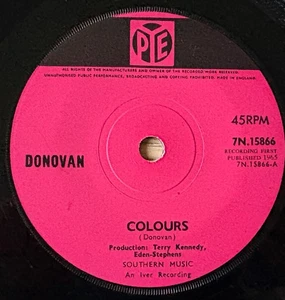 PYE
ALL RIGHTS OF THE MANUFACTURERS AND OWNER OF THE RECORDED WORK RESERVED.
UNAUTHORISED PUBLIC PERFORMANCE, BROADCASTING AND COPYING PROHIBITED. MADE IN ENGLAND.
45RPM
7N.15866
RECORDING FIRST
PUBLISHED 1965
7N.15866-A
DONOVAN
COLOURS
(Donovan)
Production: Terry Kennedy,
Eden-Stephens
SOUTHERN MUSIC
An Iver Recording